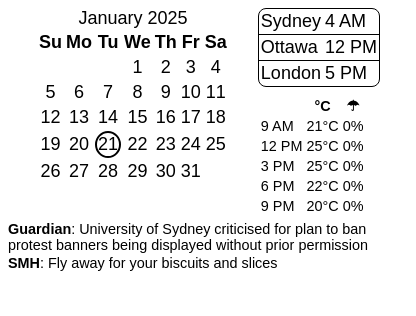 January 2025
Su Mo Tu We Th Fr Sa
1 2 3 4
5 6 7 8 9 10 11
12 13 14 15 16 17 18
19 20 21 22 23 24 25
26 27 28 29 30 31
Sydney 4 AM
Ottawa 12 PM
London 5 PM
°C ☂
9 AM 21°C 0%
12 PM 25°C 0%
3 PM 25°C 0%
6 PM 22°C 0%
9 PM 20°C 0%
Guardian: University of Sydney criticised for plan to ban
protest banners being displayed without prior permission
SMH: Fly away for your biscuits and slices